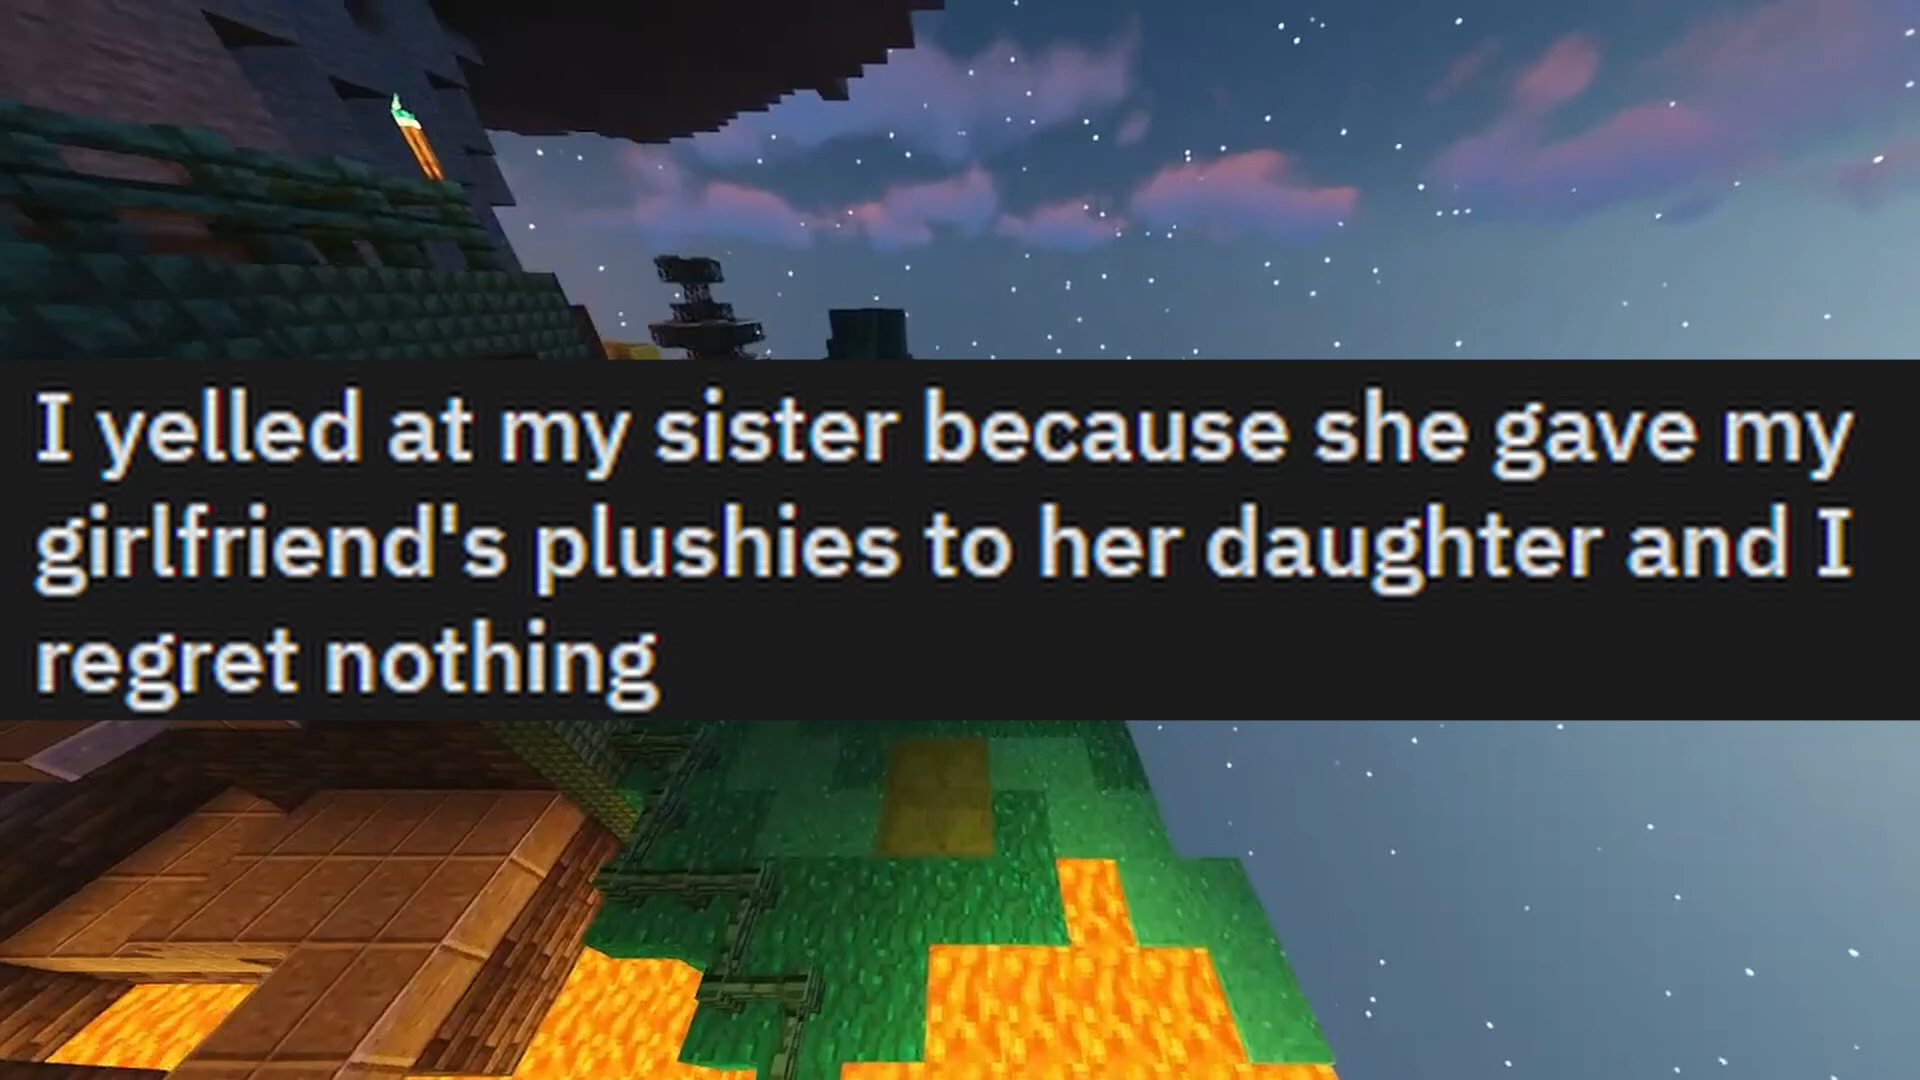 I yelled at my sister because she gave my
girlfriend's plushies to her daughter and I
regret nothing